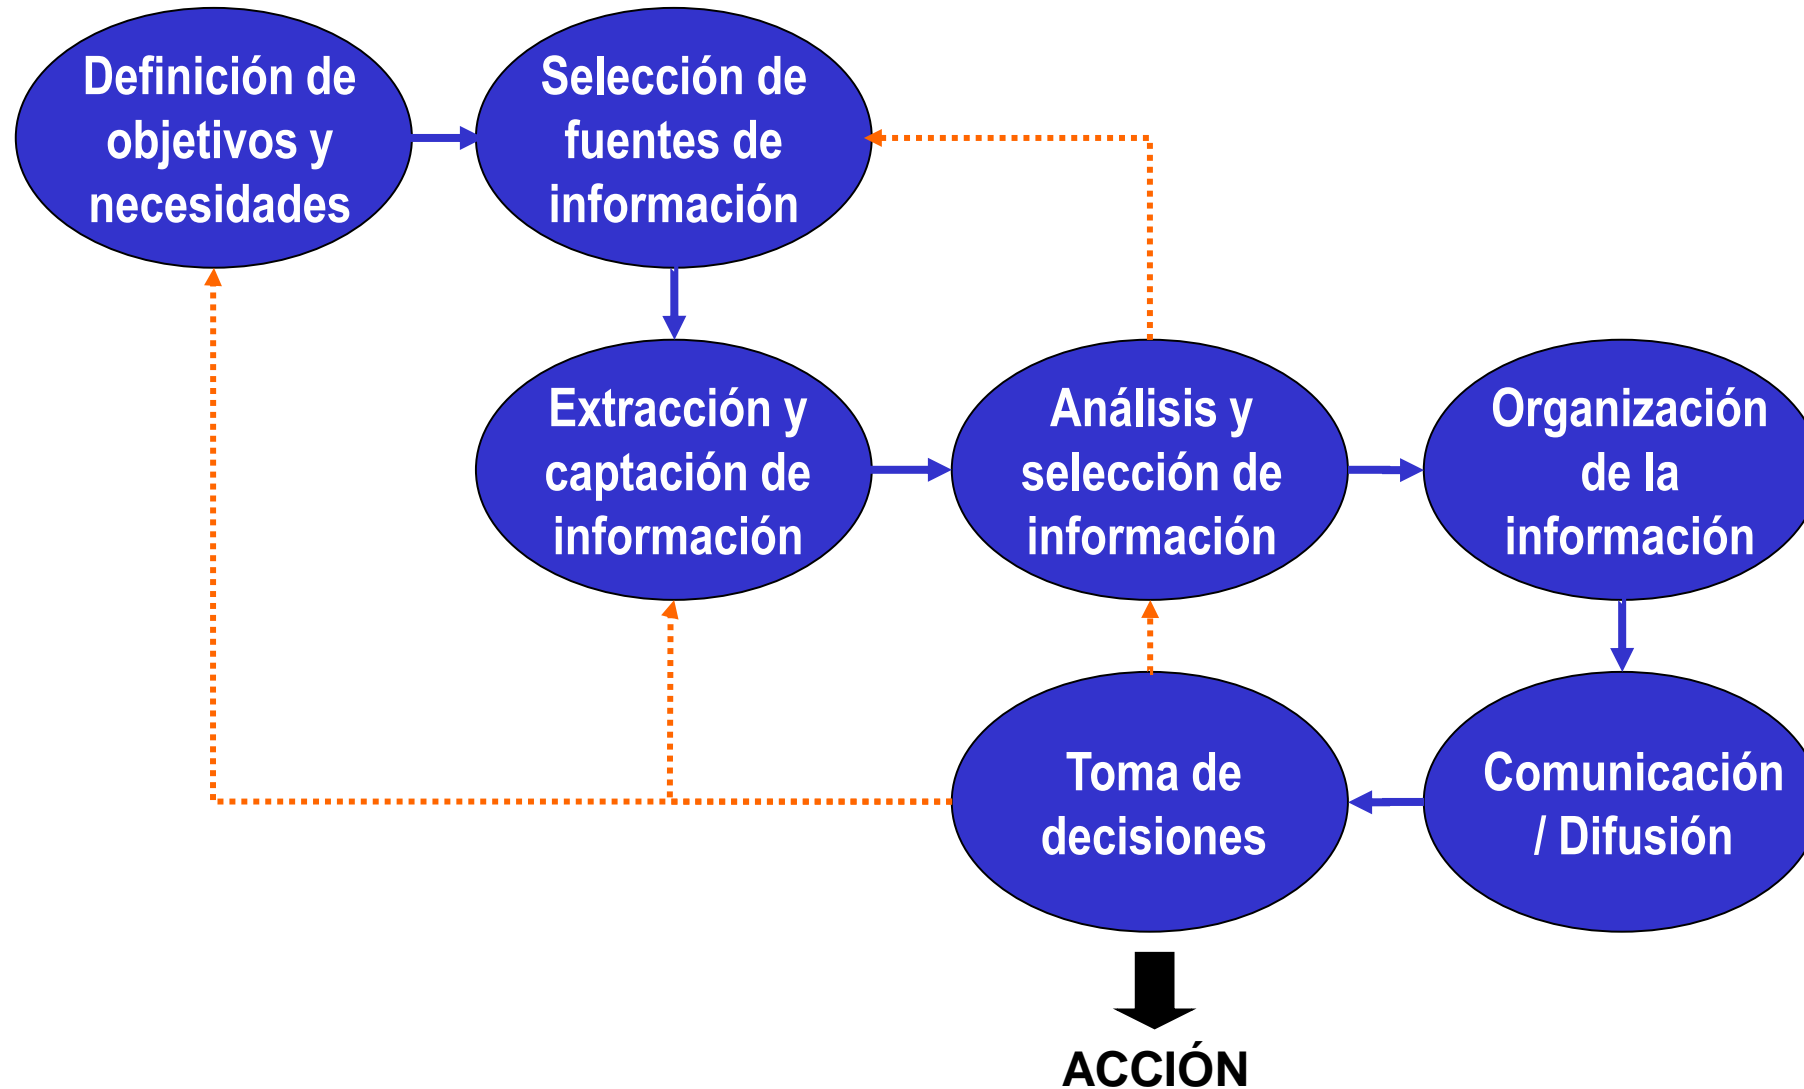 Definición de
objetivos y
necesidades
Selección de
fuentes de
información
Extracción y
captación de
información
Análisis y
selección de
información
Organización
de la
información
Toma de
decisiones
Comunicación
/ Difusión
ACCIÓN